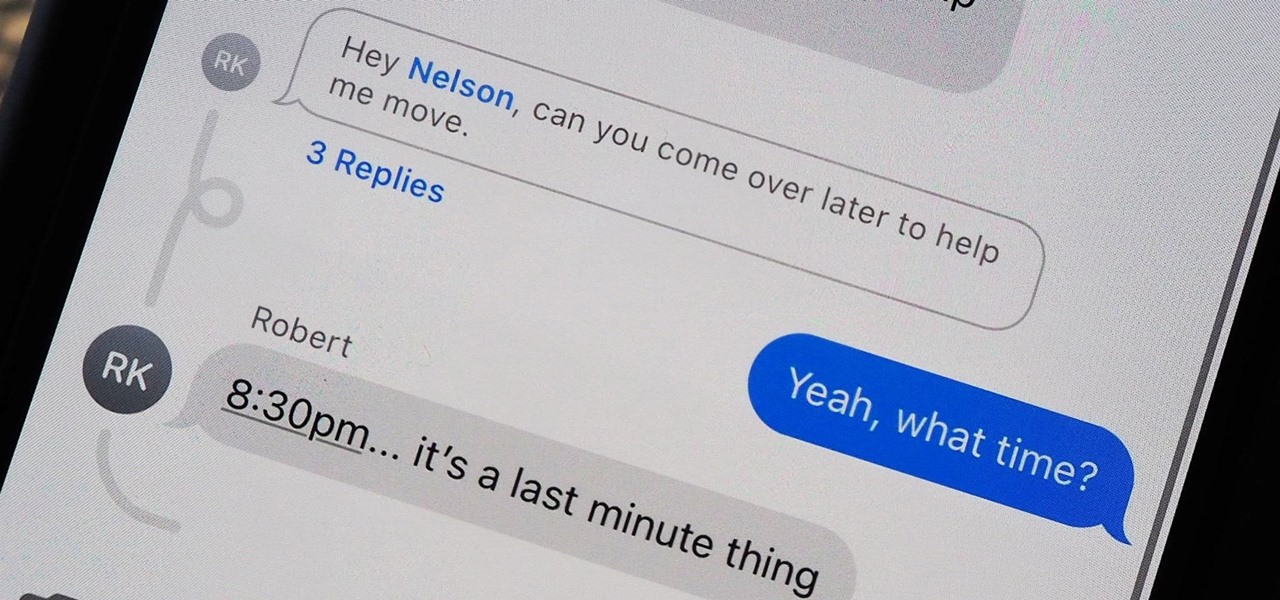 RK
Hey Nelson, can you come over later to help
me move.
3 Replies
Yeah, what time?
Robert
RK
8:30pm... it's a last minute thing